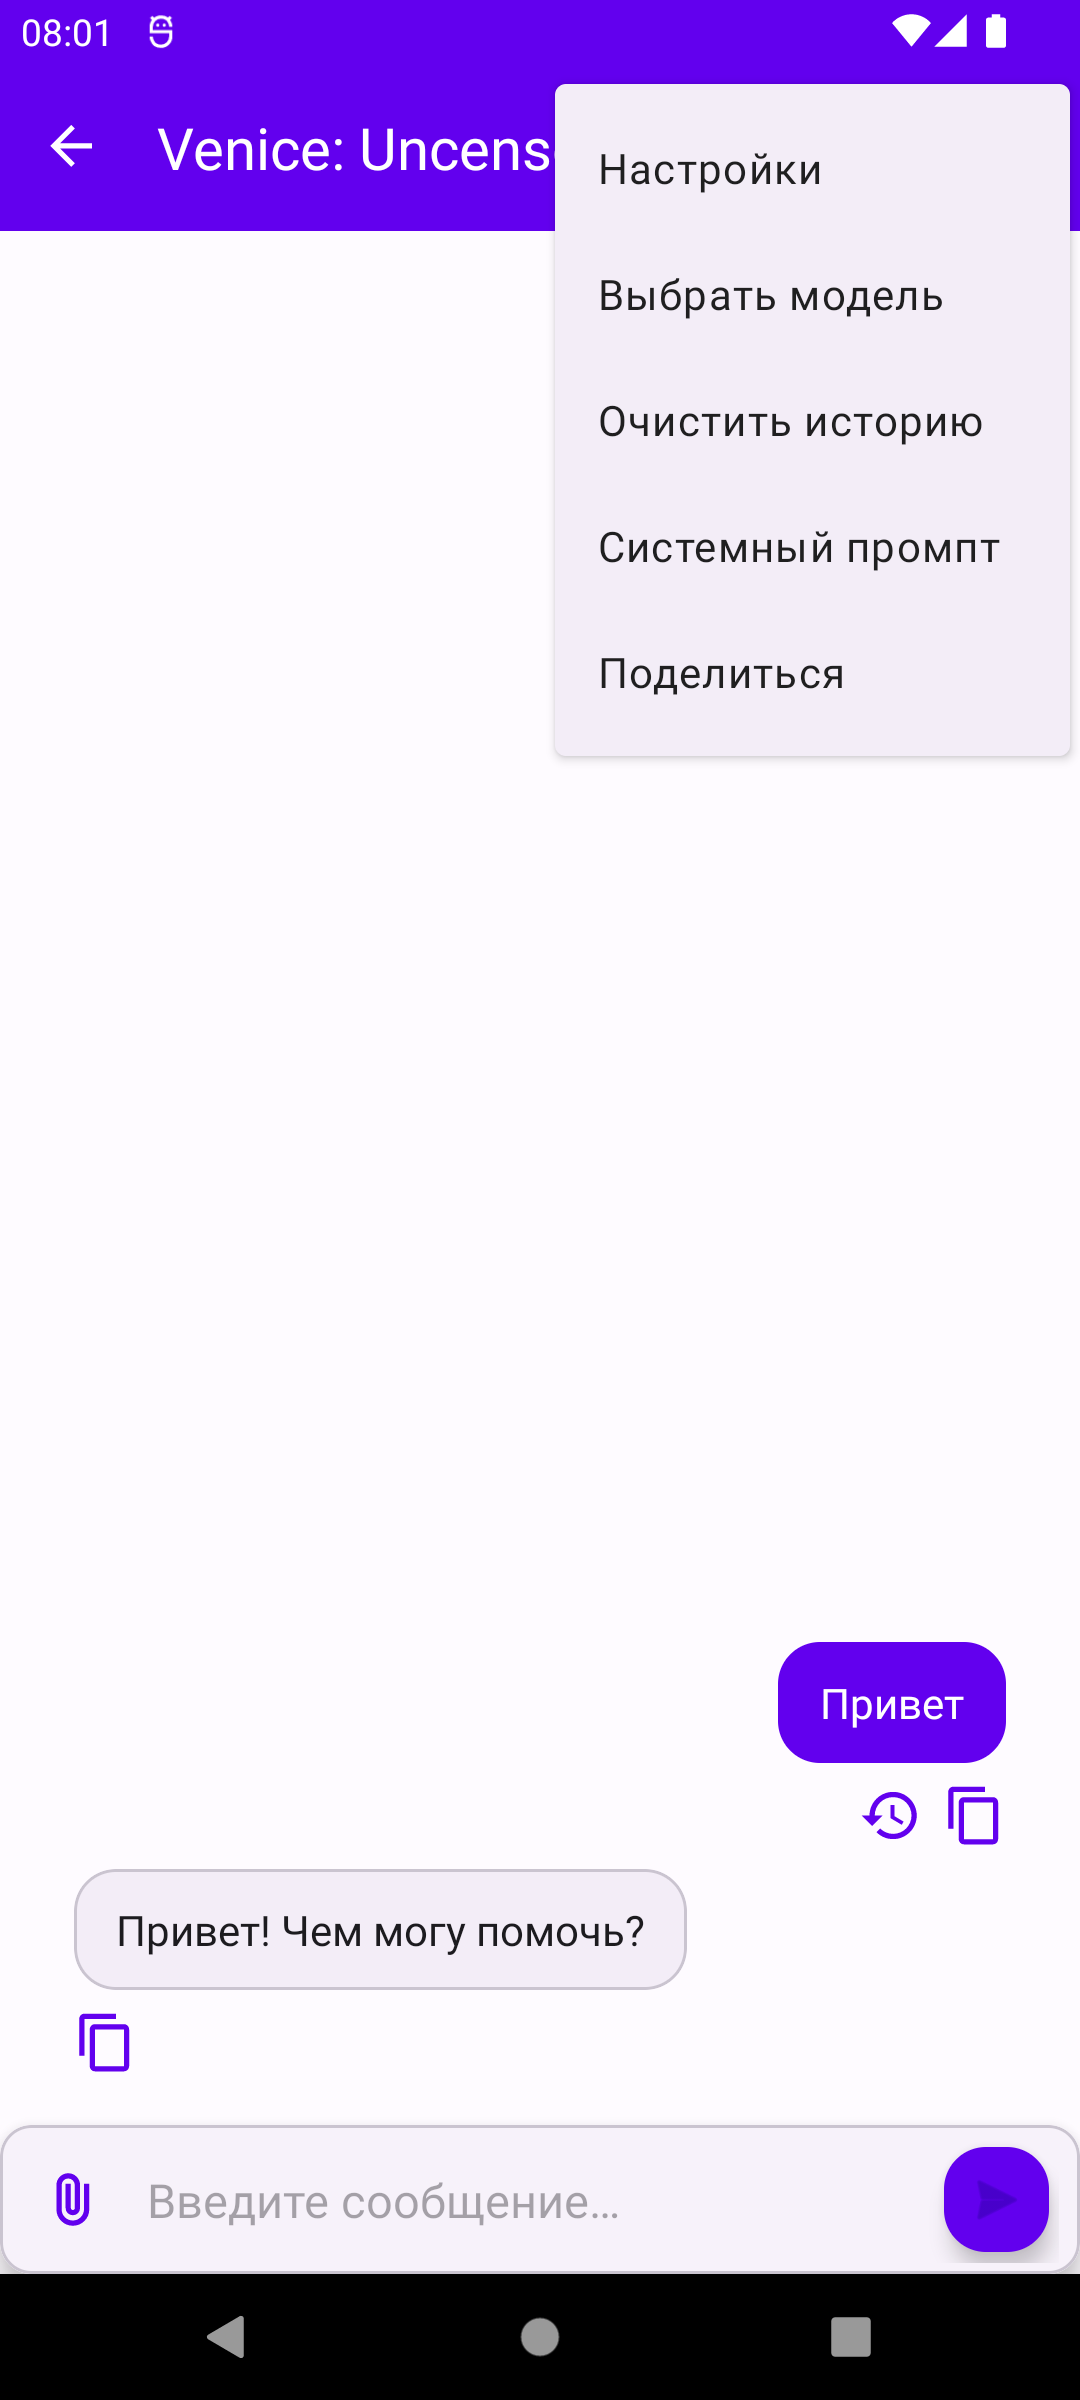 08:01
Venice: Uncens
Настройки
Выбрать модель
Очистить историю
Системный промпт
Поделиться
Привет
Привет! Чем могу помочь?
Введите сообщение...